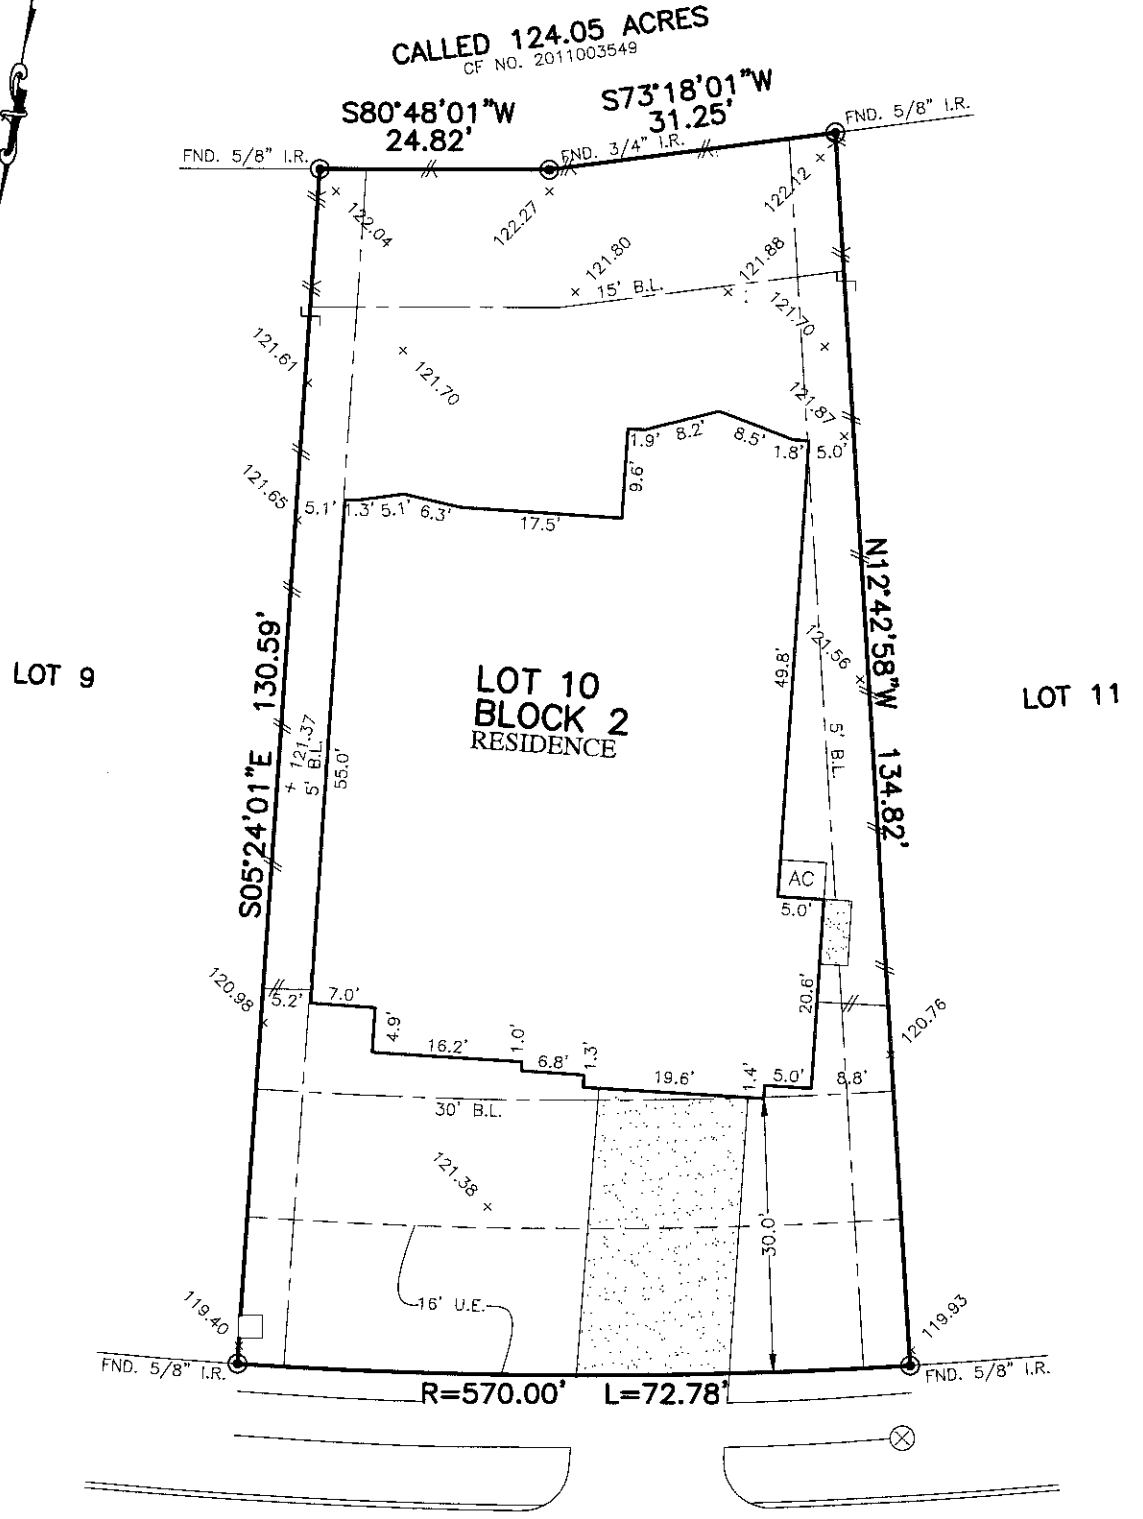 CALLED 124.05 ACRES
CF NO. 2011003549
S80°48'01"W
24.82'
S73°18'01"W
31.25'
FND. 5/8" I.R.
FND. 3/4" I.R.
FND. 5/8" I.R.
122.04
122.27
122.12
121.80
121.88
15' B.L.
121.70
121.61
121.70
121.87
1.9'
8.2'
8.5'
1.8'
5.0'
9.6'
121.65
5.1'
1.3'
5.1'
6.3'
17.5'
N12°42'58"W 134.82'
S05°24'01"E 130.59'
LOT 9
LOT 10
BLOCK 2
RESIDENCE
LOT 11
121.56
49.8'
5' B.L.
121.37
5' B.L.
55.0'
AC
5.0'
120.98
5.2'
7.0'
4.9'
16.2'
1.0'
6.8'
1.3'
19.6'
1.4'
5.0'
20.6'
8.8'
120.76
30' B.L.
121.38
30.0'
16' U.E.
119.40
119.93
FND. 5/8" I.R.
FND. 5/8" I.R.
R=570.00' L=72.78'